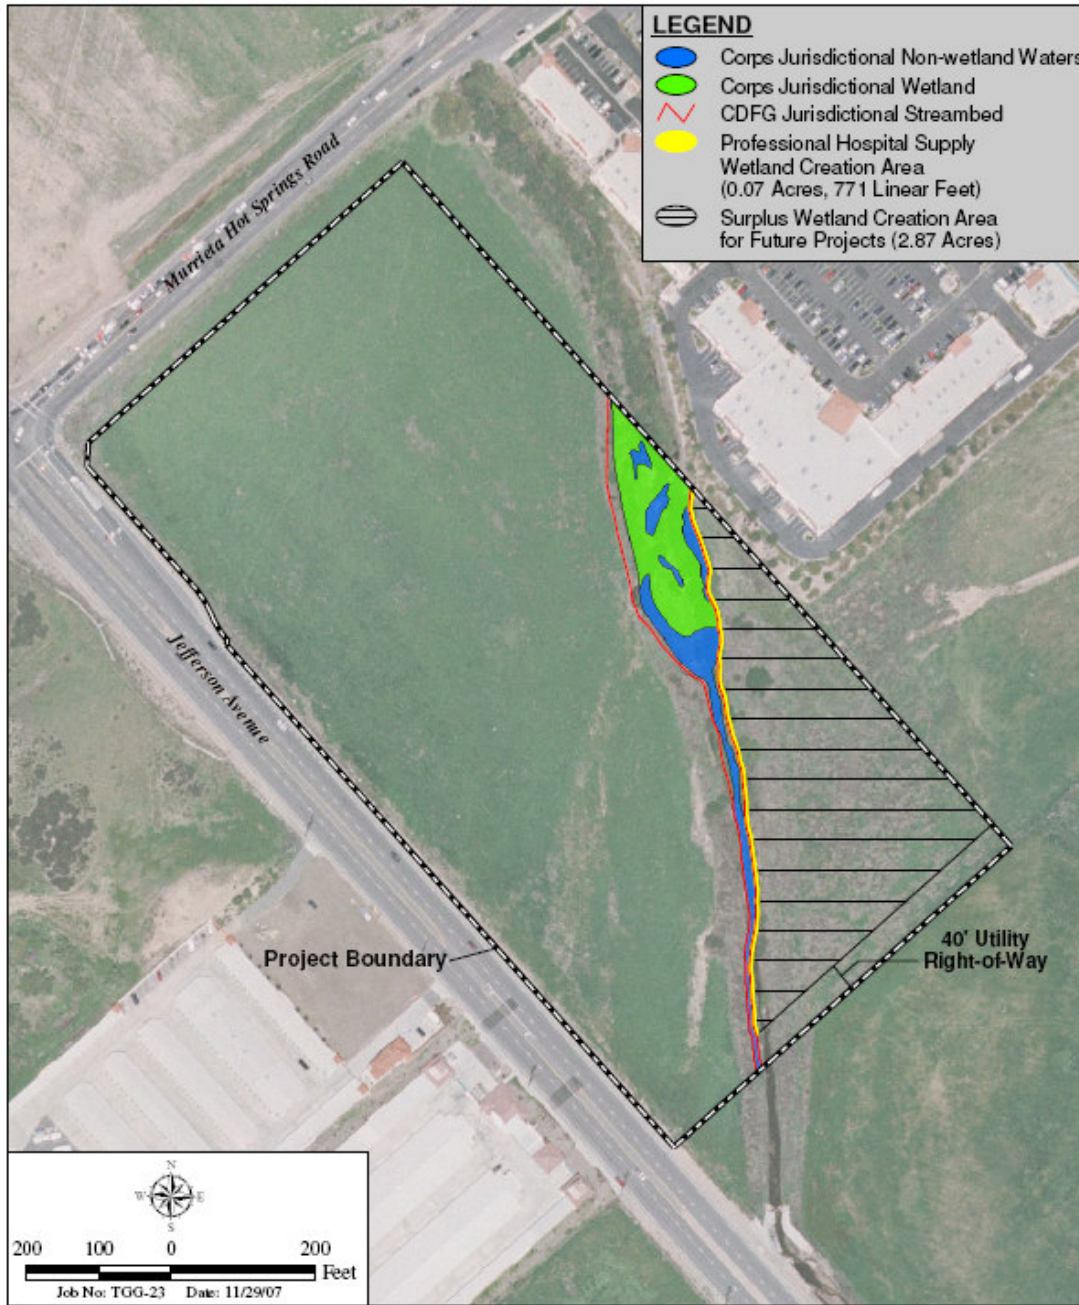 LEGEND
Corps Jurisdictional Non-wetland Waters
Corps Jurisdictional Wetland
CDFG Jurisdictional Streambed
Professional Hospital Supply
Wetland Creation Area
(0.07 Acres, 771 Linear Feet)
Surplus Wetland Creation Area
for Future Projects (2.87 Acres)
Murrieta Hot Springs Road
Jefferson Avenue
Project Boundary
40' Utility
Right-of-Way
N
W E
S
200 100 0 200
Feet
Job No: TGG-23 Date: 11/29/07